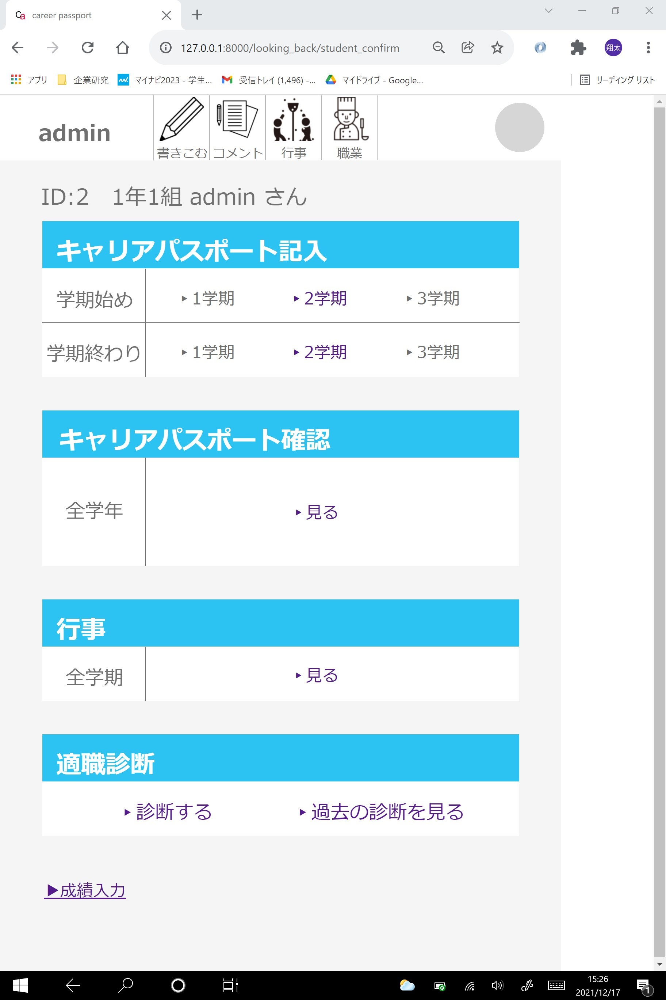 Ca career passport
127.0.0.1:8000/looking_back/student_confirm
翔太
アプリ 企業研究 マイナビ2023 - 学生... 受信トレイ (1,496) -... マイドライブ - Google... リーディング リスト
admin 書きこむ コメント 行事 職業
ID:2 1年1組 admin さん
キャリアパスポート記入
学期始め ▶1学期 ▶2学期 ▶3学期
学期終わり ▶1学期 ▶2学期 ▶3学期
キャリアパスポート確認
全学年 ▶見る
行事
全学期 ▶見る
適職診断
▶診断する ▶過去の診断を見る
▶成績入力
15:26
2021/12/17
1